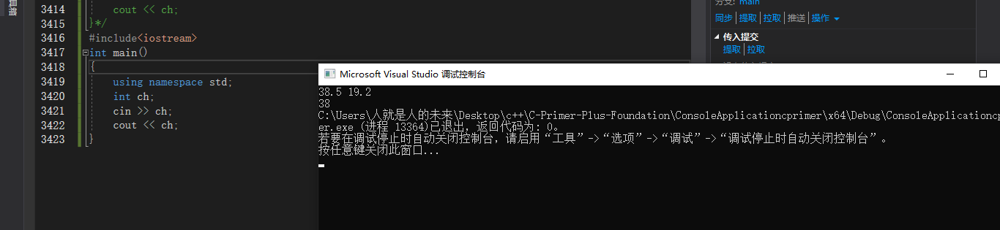 分支: main
同步 提取 拉取 推送 操作
传入提交
提取 拉取
3414 cout << ch;
3415 }*/
3416 #include<iostream>
3417 int main()
3418 {
3419 using namespace std;
3420 int ch;
3421 cin >> ch;
3422 cout << ch;
3423 }
Microsoft Visual Studio 调试控制台
38.5 19.2
38
C:\Users\人就是人的未来\Desktop\c++\C-Primer-Plus-Foundation\ConsoleApplicationcprimer\x64\Debug\ConsoleApplicationcp
er.exe (进程 13364)已退出，返回代码为: 0。
若要在调试停止时自动关闭控制台，请启用“工具”->“选项”->“调试”->“调试停止时自动关闭控制台”。
按任意键关闭此窗口...